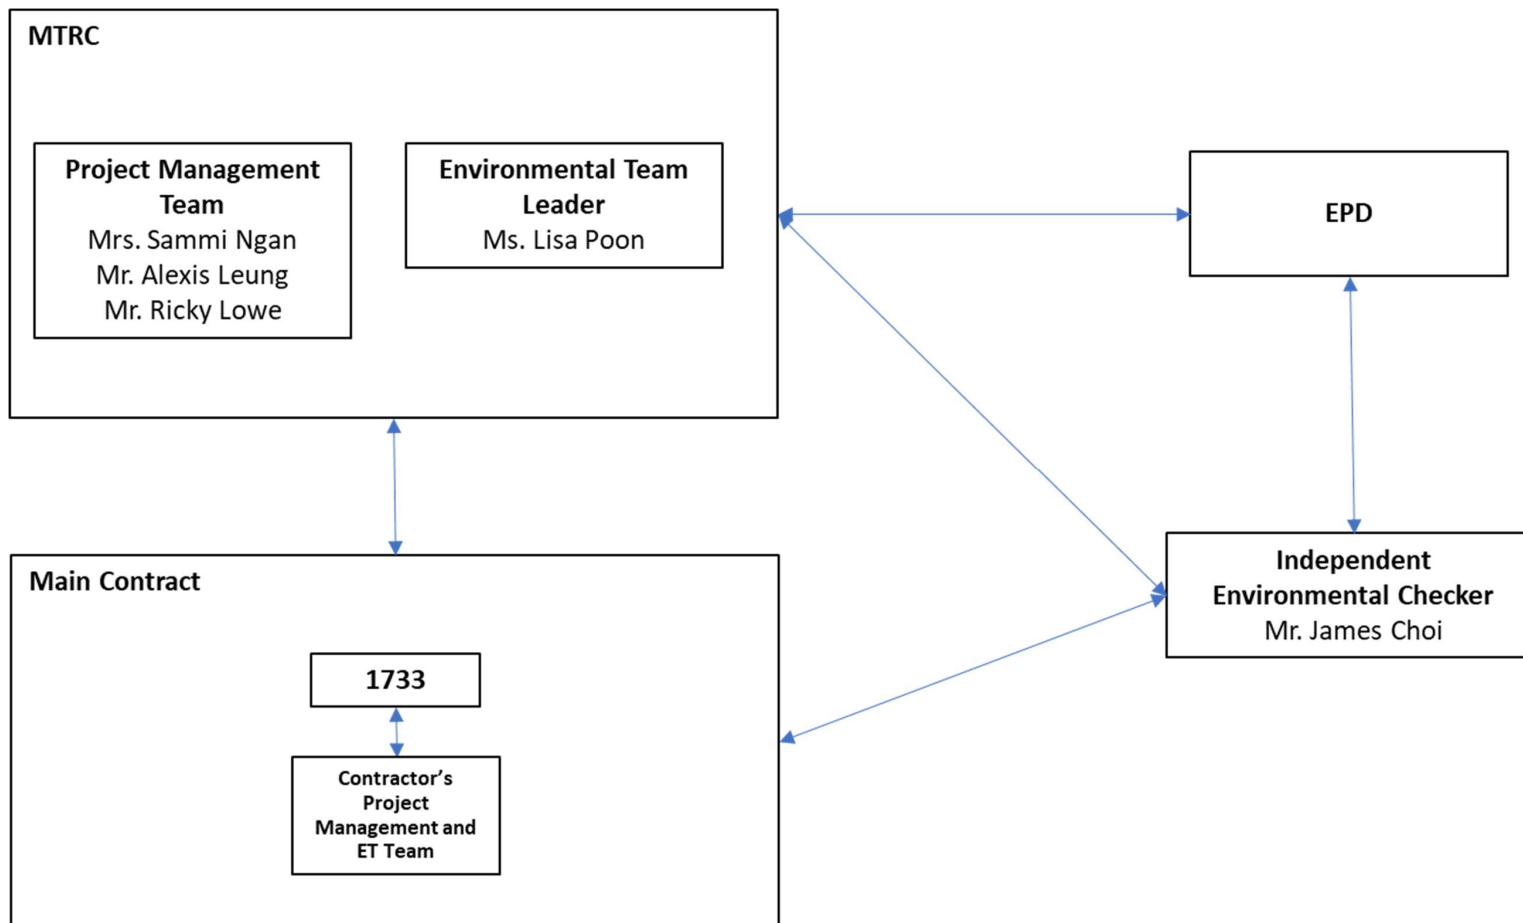 MTRC
Project Management
Team
Mrs. Sammi Ngan
Mr. Alexis Leung
Mr. Ricky Lowe
Environmental Team
Leader
Ms. Lisa Poon
EPD
Independent
Environmental Checker
Mr. James Choi
Main Contract
1733
Contractor’s
Project
Management and
ET Team